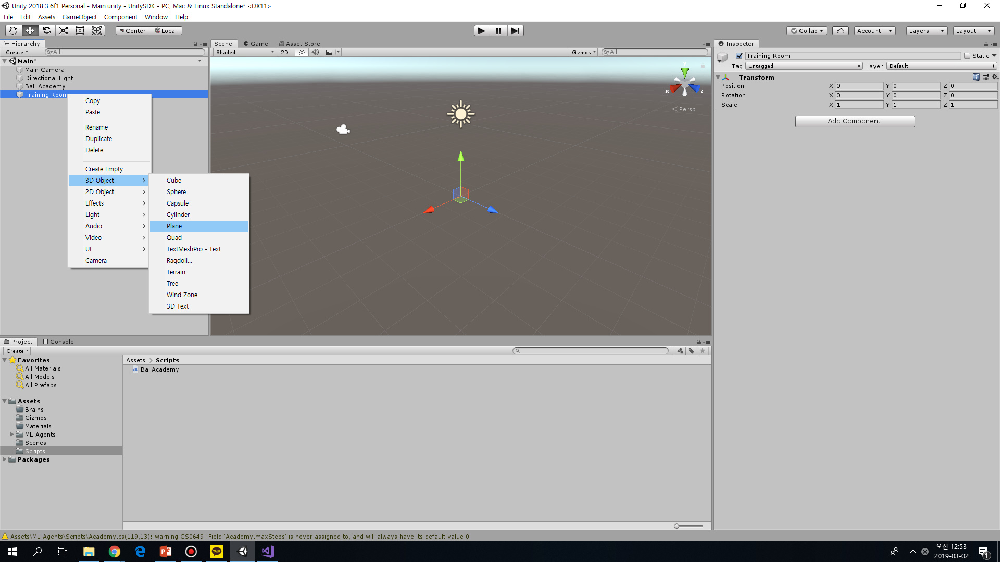 Unity 2018.3.6f1 Personal - Main.unity - UnitySDK - PC, Mac & Linux Standalone* <DX11>
File Edit Assets GameObject Component Window Help
Center Local
Collab Account Layers Layout
Hierarchy
Create All
Main*
Main Camera
Directional Light
Ball Academy
Training Room
Copy
Paste
Rename
Duplicate
Delete
Create Empty
3D Object
2D Object
Effects
Light
Audio
Video
UI
Camera
Cube
Sphere
Capsule
Cylinder
Plane
Quad
TextMeshPro - Text
Ragdoll...
Terrain
Tree
Wind Zone
3D Text
Scene Game Asset Store
Shaded 2D Gizmos All
y
x z
Persp
Inspector
Training Room Static
Tag Untagged Layer Default
Transform
Position X 0 Y 0 Z 0
Rotation X 0 Y 0 Z 0
Scale X 1 Y 1 Z 1
Add Component
Project Console
Create
Favorites
All Materials
All Models
All Prefabs
Assets
Brains
Gizmos
Materials
ML-Agents
Scenes
Scripts
Packages
Assets > Scripts
BallAcademy
Assets\ML-Agents\Scripts\Academy.cs(119,13): warning CS0649: Field 'Academy.maxSteps' is never assigned to, and will always have its default value 0
TALK
오전 12:53
2019-03-02
1